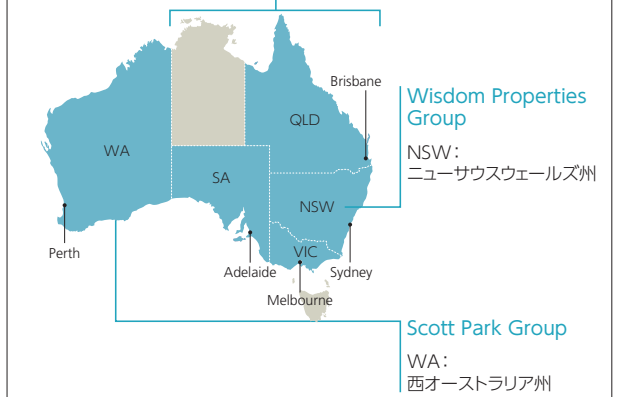 Brisbane
QLD
WA
SA
NSW
VIC
Perth
Adelaide
Sydney
Melbourne
Wisdom Properties
Group
NSW：
ニューサウスウェールズ州
Scott Park Group
WA：
西オーストラリア州